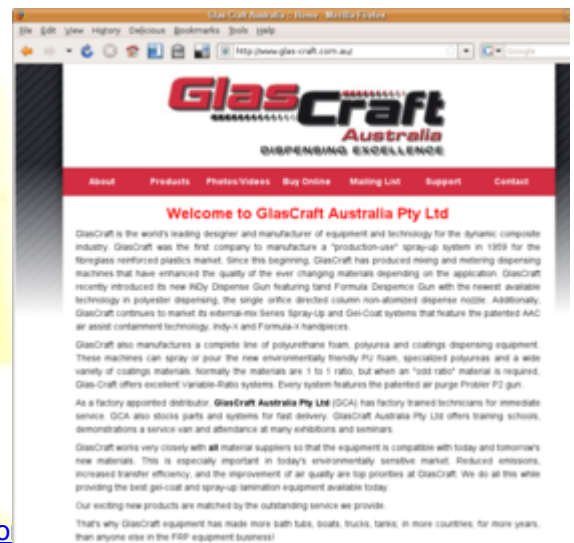 GlasCraft Australia :: Home - Mozilla Firefox
File Edit View History Delicious Bookmarks Tools Help
http://www.glas-craft.com.au/
Google
GlasCraft
Australia
DISPENSING EXCELLENCE
About Products Photos/Videos Buy Online Mailing List Support Contact
Welcome to GlasCraft Australia Pty Ltd
GlasCraft is the world's leading designer and manufacturer of equipment and technology for the dynamic composite
industry. GlasCraft was the first company to manufacture a "production-use" spray-up system in 1959 for the
fibreglass reinforced plastics market. Since this beginning, GlasCraft has produced mixing and metering dispensing
machines that have enhanced the quality of the ever changing materials depending on the application. GlasCraft
recently introduced its new INDy Dispense Gun featuring tand Formula Despemce Gun with the newest available
technology in polyester dispensing, the single orifice directed column non-atomized dispense nozzle. Additionally,
GlasCraft continues to market its external-mix Series Spray-Up and Gel-Coat systems that feature the patented AAC
air assist containment technology, Indy-X and Formula-X handpieces.
GlasCraft also manufactures a complete line of polyurethane foam, polyurea and coatings dispensing equipment.
These machines can spray or pour the new environmentally friendly PU foam, specialized polyureas and a wide
variety of coatings materials. Normally the materials are 1 to 1 ratio, but when an "odd ratio" material is required,
Glas-Craft offers excellent Variable-Ratio systems. Every system features the patented air purge Probler P2 gun.
As a factory appointed distributor, GlasCraft Australia Pty Ltd (GCA) has factory trained technicians for immediate
service. GCA also stocks parts and systems for fast delivery. GlasCraft Australia Pty Ltd offers training schools,
demonstrations a service van and attendance at many exhibitions and seminars.
GlasCraft works very closely with all material suppliers so that the equipment is compatible with today and tomorrow's
new materials. This is especially important in today's environmentally sensitive market. Reduced emissions,
increased transfer efficiency, and the improvement of air quality are top priorities at GlasCraft. We do all this while
providing the best gel-coat and spray-up lamination equipment available today.
Our exciting new products are matched by the outstanding service we provide.
That's why GlasCraft equipment has made more bath tubs, boats, trucks, tanks; in more countries; for more years,
than anyone else in the FRP equipment business!
o